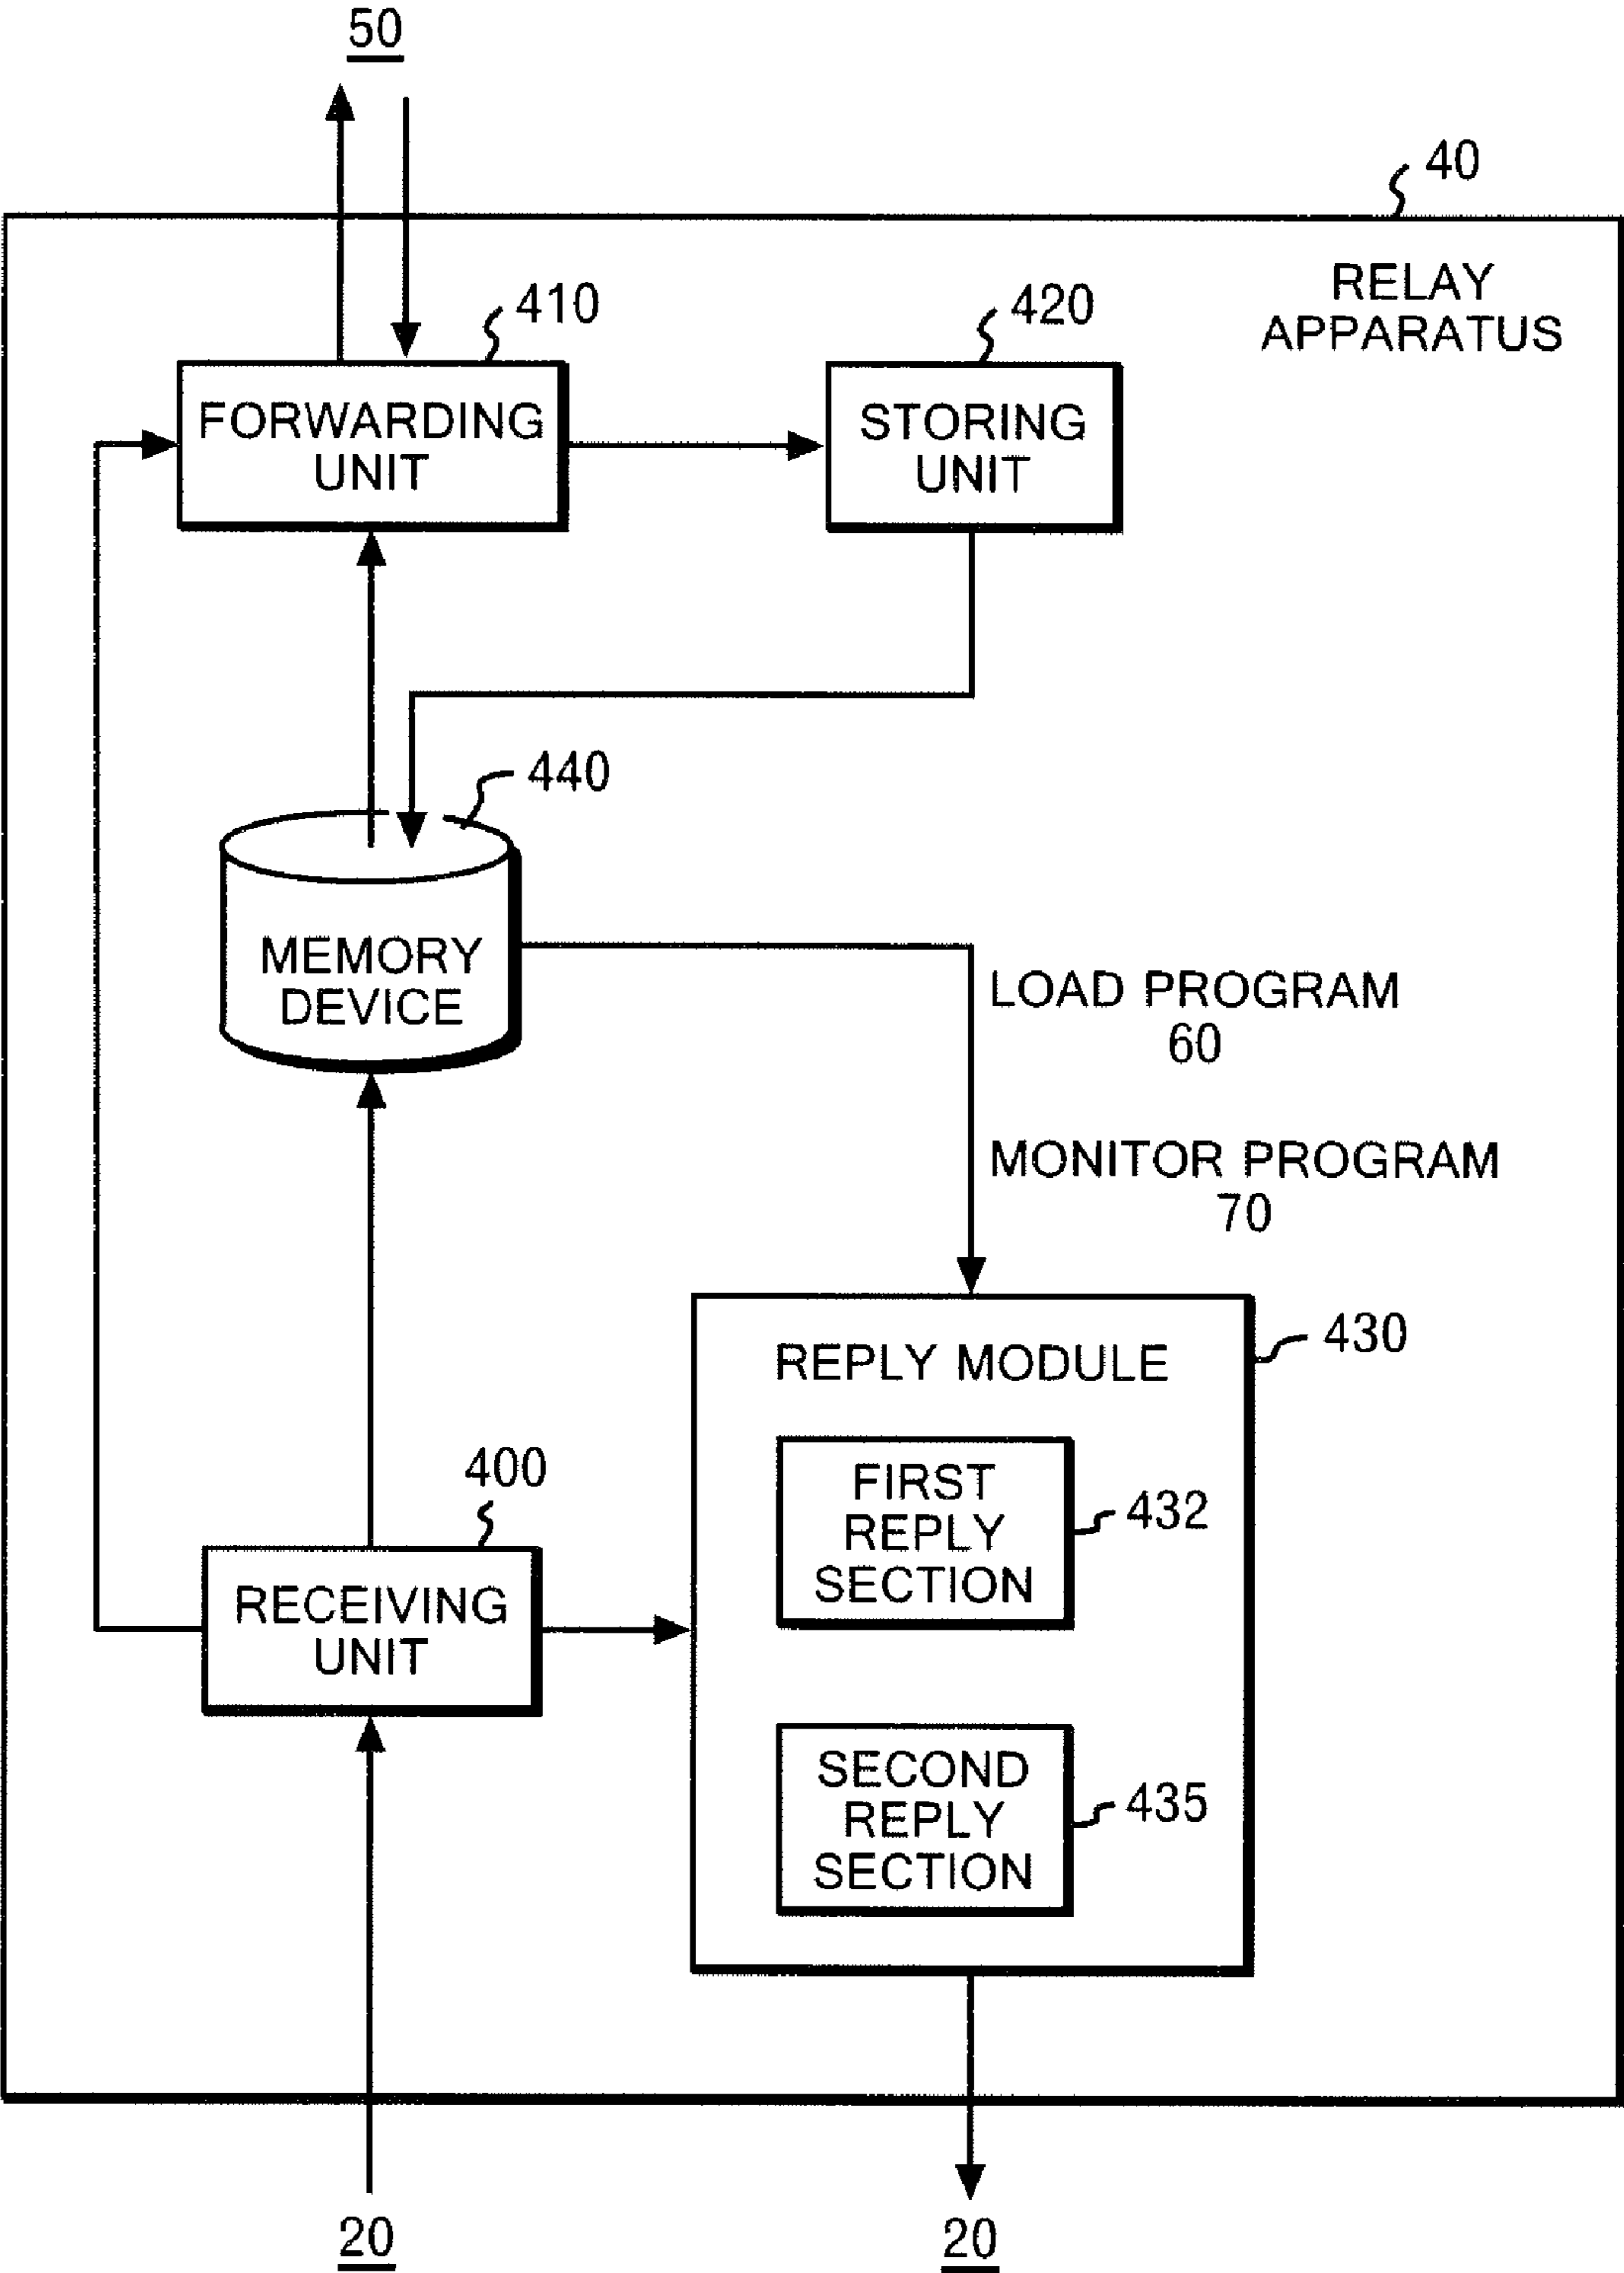 50
40
RELAY
APPARATUS
410
420
FORWARDING
UNIT
STORING
UNIT
440
MEMORY
DEVICE
LOAD PROGRAM
60
MONITOR PROGRAM
70
430
REPLY MODULE
400
FIRST
REPLY
SECTION
432
RECEIVING
UNIT
SECOND
REPLY
SECTION
435
20
20